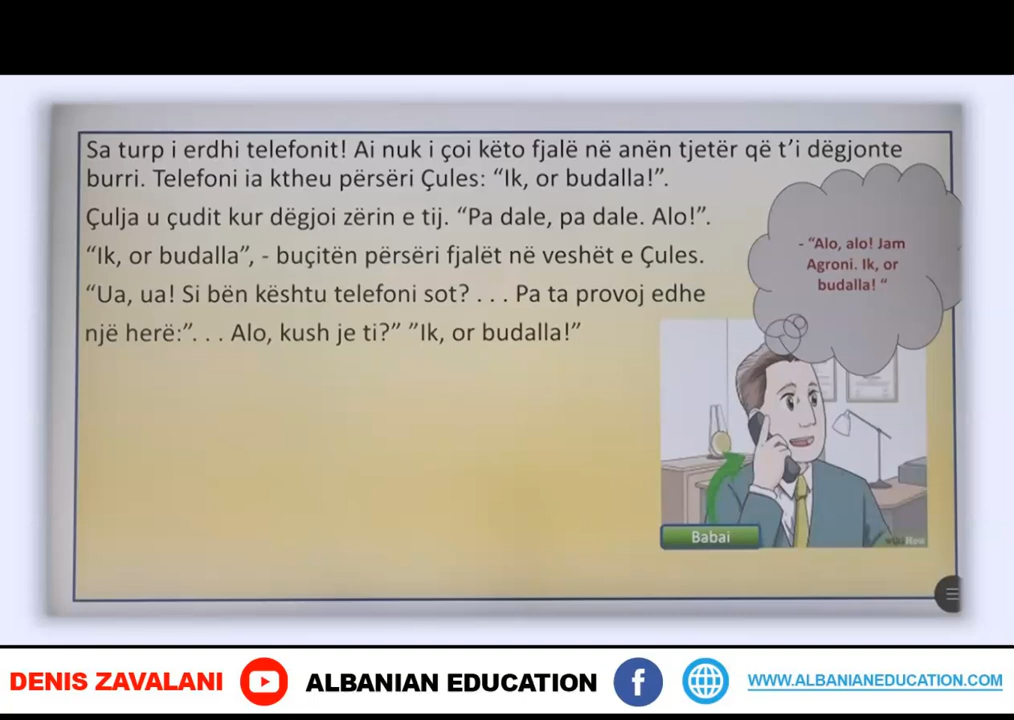 Sa turp i erdhi telefonit! Ai nuk i çoi këto fjalë në anën tjetër që t’i dëgjonte
burri. Telefoni ia ktheu përsëri Çules: “Ik, or budalla!”.
Çulja u çudit kur dëgjoi zërin e tij. “Pa dale, pa dale. Alo!”.
“Ik, or budalla”, - buçitën përsëri fjalët në veshët e Çules.
“Ua, ua! Si bën kështu telefoni sot? . . . Pa ta provoj edhe
një herë:”. . . Alo, kush je ti?” ”Ik, or budalla!”
- “Alo, alo! Jam
Agroni. Ik, or
budalla! “
Babai
DENIS ZAVALANI
ALBANIAN EDUCATION
f
WWW.ALBANIANEDUCATION.COM